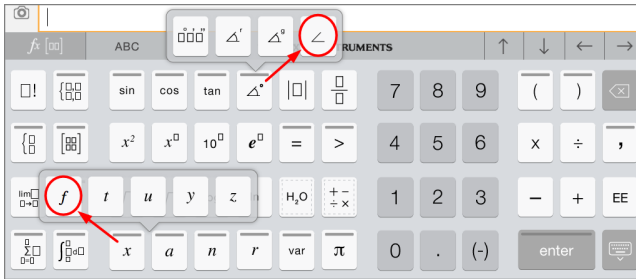 f× [▯▯] ABC RUMENTS ↑ ↓ ← →
▯°▯'▯" ∡ʳ ∡ᵍ ∠
▯! {▯;▯ ▯;▯ sin cos tan ∡° |▯| ▯/▯ 7 8 9 ( )
{▯ ▯ [▯▯ ▯▯] x² x^▯ 10^▯ e^▯ = > 4 5 6 x ÷ ,
lim▯ ▯→▯ f t u y z H₂O + − ÷ × 1 2 3 − + EE
Σ▯ ▯=▯ ∫▯d▯ x a n r var π 0 . (-) enter